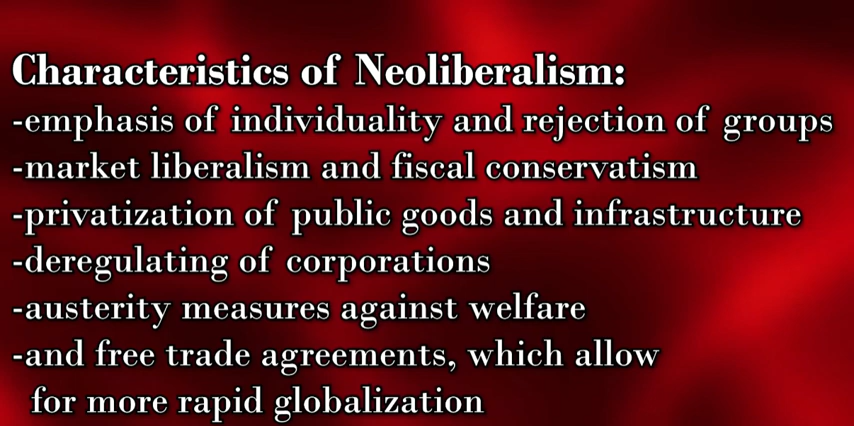 Characteristics of Neoliberalism:
-emphasis of individuality and rejection of groups
-market liberalism and fiscal conservatism
-privatization of public goods and infrastructure
-deregulating of corporations
-austerity measures against welfare
-and free trade agreements, which allow
for more rapid globalization